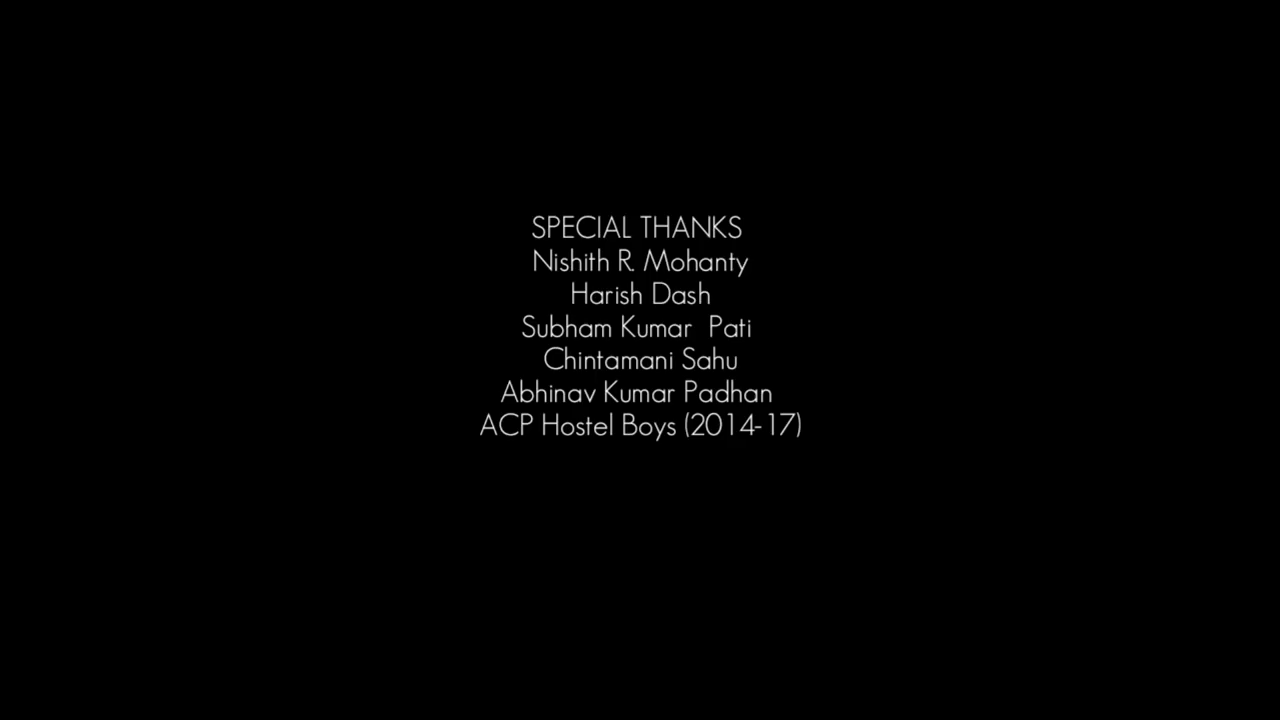 SPECIAL THANKS
Nishith R. Mohanty
Harish Dash
Subham Kumar  Pati
Chintamani Sahu
Abhinav Kumar Padhan
ACP Hostel Boys (2014-17)